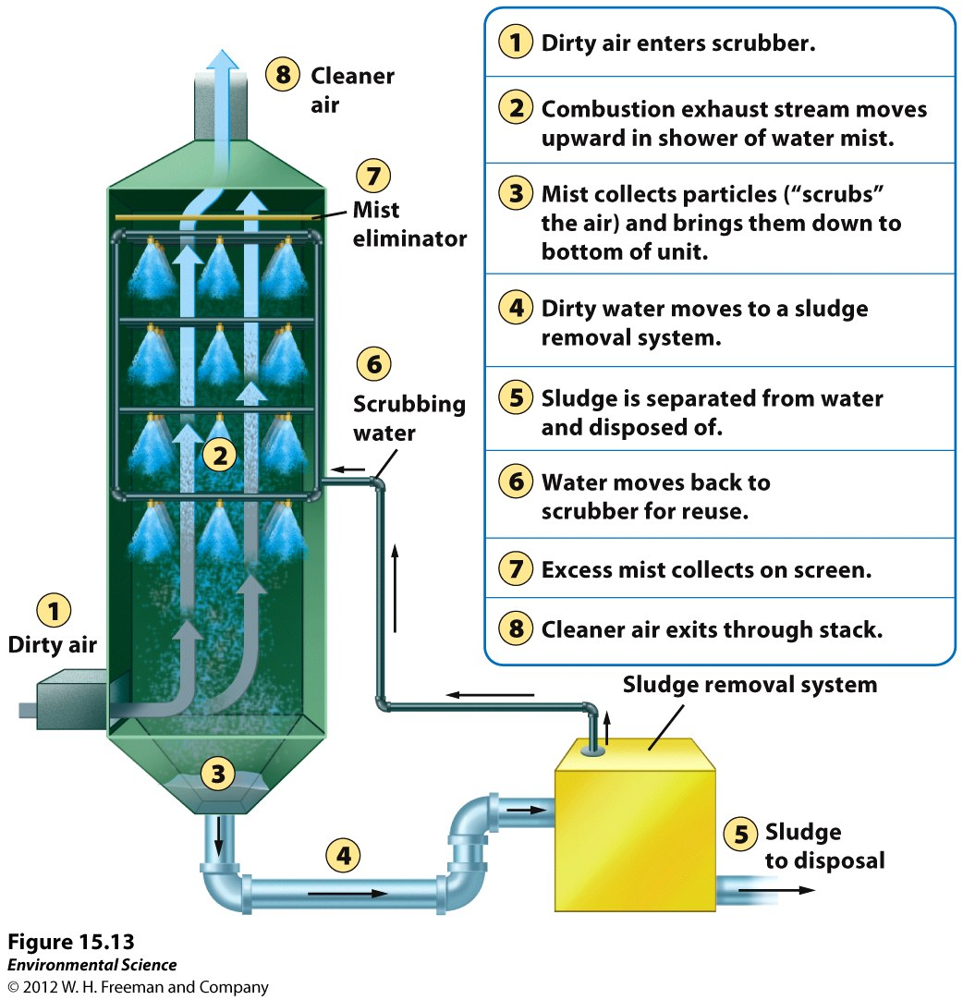 8 Cleaner
air
7
Mist
eliminator
6
Scrubbing
water
2
1
Dirty air
3
4
Sludge removal system
5 Sludge
to disposal
1 Dirty air enters scrubber.
2 Combustion exhaust stream moves
upward in shower of water mist.
3 Mist collects particles (“scrubs”
the air) and brings them down to
bottom of unit.
4 Dirty water moves to a sludge
removal system.
5 Sludge is separated from water
and disposed of.
6 Water moves back to
scrubber for reuse.
7 Excess mist collects on screen.
8 Cleaner air exits through stack.
Figure 15.13
Environmental Science
© 2012 W. H. Freeman and Company